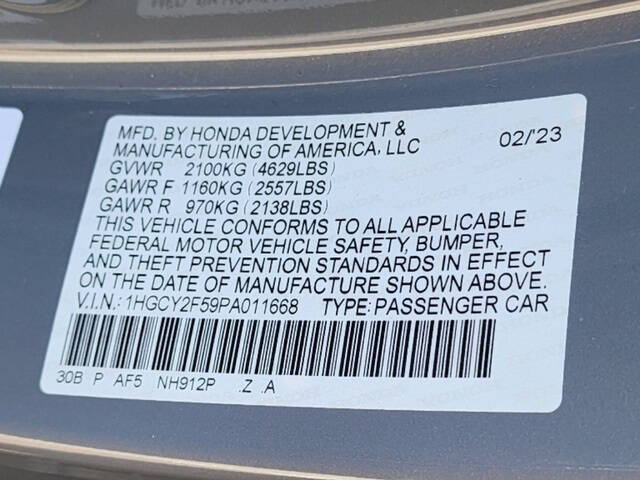 MFD. BY HONDA DEVELOPMENT &
MANUFACTURING OF AMERICA, LLC 02/'23
GVWR 2100KG (4629LBS)
GAWR F 1160KG (2557LBS)
GAWR R 970KG (2138LBS)
THIS VEHICLE CONFORMS TO ALL APPLICABLE
FEDERAL MOTOR VEHICLE SAFETY, BUMPER,
AND THEFT PREVENTION STANDARDS IN EFFECT
ON THE DATE OF MANUFACTURE SHOWN ABOVE.
V.I.N.: 1HGCY2F59PA011668 TYPE: PASSENGER CAR
30B P AF5 NH912P .Z .A